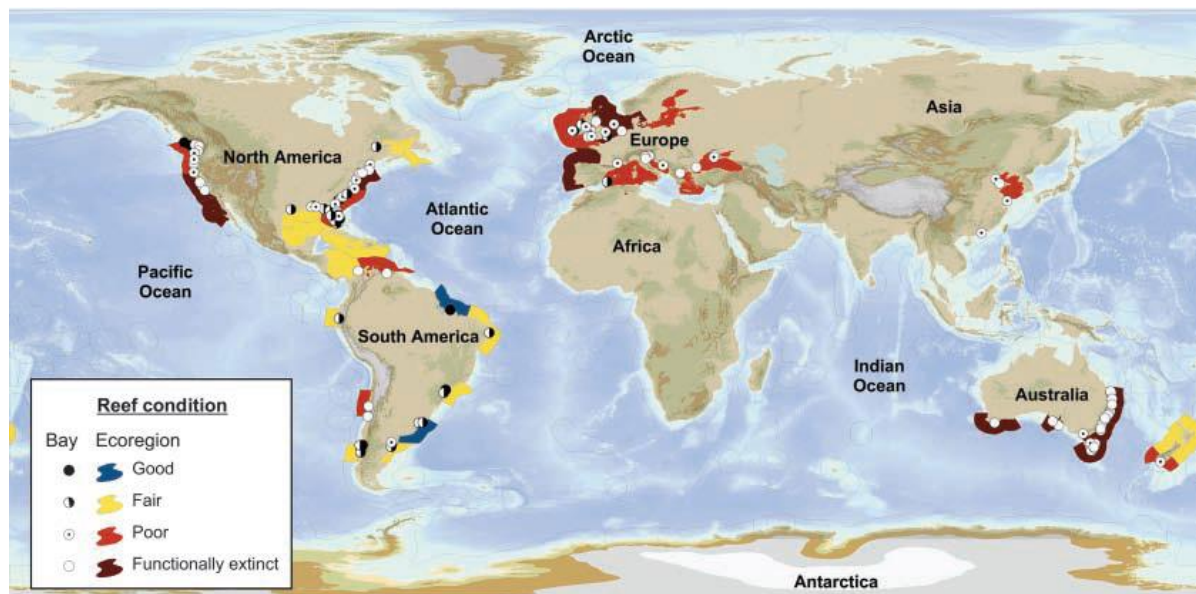 Arctic
Ocean
Asia
North America
Europe
Atlantic
Ocean
Africa
Pacific
Ocean
South America
Indian
Ocean
Australia
Reef condition
Bay Ecoregion
Good
Fair
Poor
Functionally extinct
Antarctica